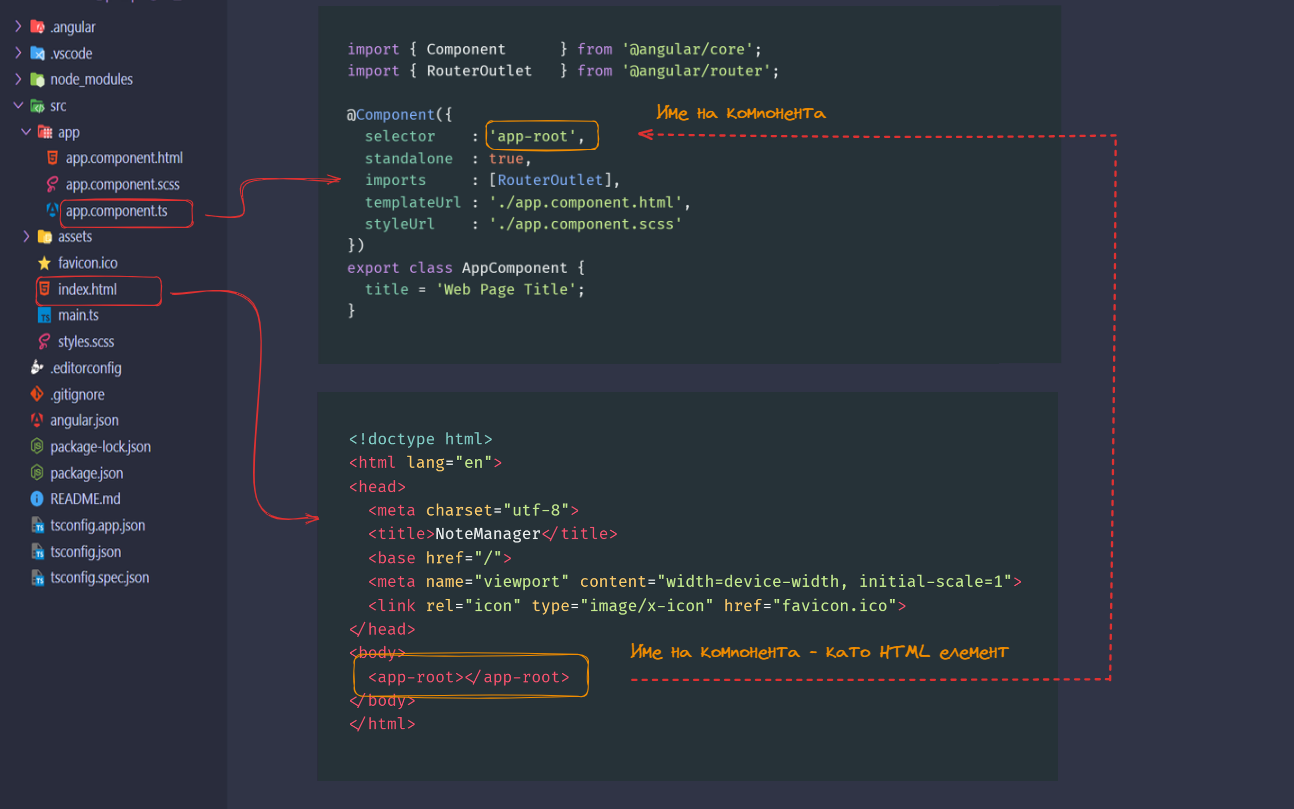 .angular
.vscode
node_modules
src
app
app.component.html
app.component.scss
app.component.ts
assets
favicon.ico
index.html
main.ts
styles.scss
.editorconfig
.gitignore
angular.json
package-lock.json
package.json
README.md
tsconfig.app.json
tsconfig.json
tsconfig.spec.json
import { Component      } from '@angular/core';
import { RouterOutlet   } from '@angular/router';
@Component({
Име на компонента
  selector    : 'app-root',
  standalone  : true,
  imports     : [RouterOutlet],
  templateUrl : './app.component.html',
  styleUrl    : './app.component.scss'
})
export class AppComponent {
  title = 'Web Page Title';
}
<!doctype html>
<html lang="en">
<head>
  <meta charset="utf-8">
  <title>NoteManager</title>
  <base href="/">
  <meta name="viewport" content="width=device-width, initial-scale=1">
  <link rel="icon" type="image/x-icon" href="favicon.ico">
</head>
<body>
Име на компонента - като HTML елемент
  <app-root></app-root>
</body>
</html>